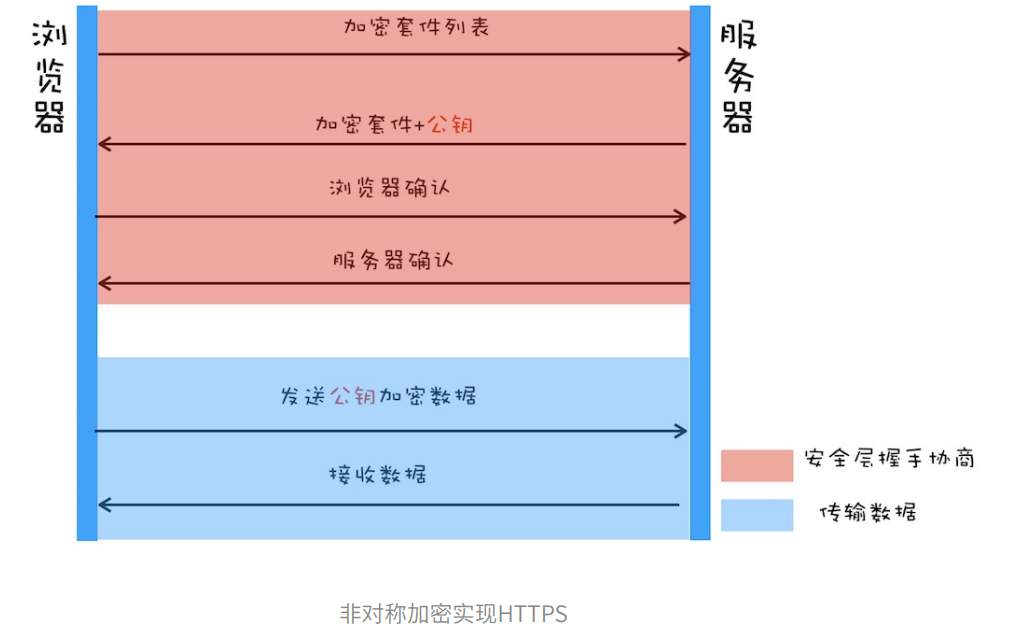 浏览器
服务器
加密套件列表
加密套件+公钥
浏览器确认
服务器确认
发送公钥加密数据
接收数据
安全层握手协商
传输数据
非对称加密实现HTTPS